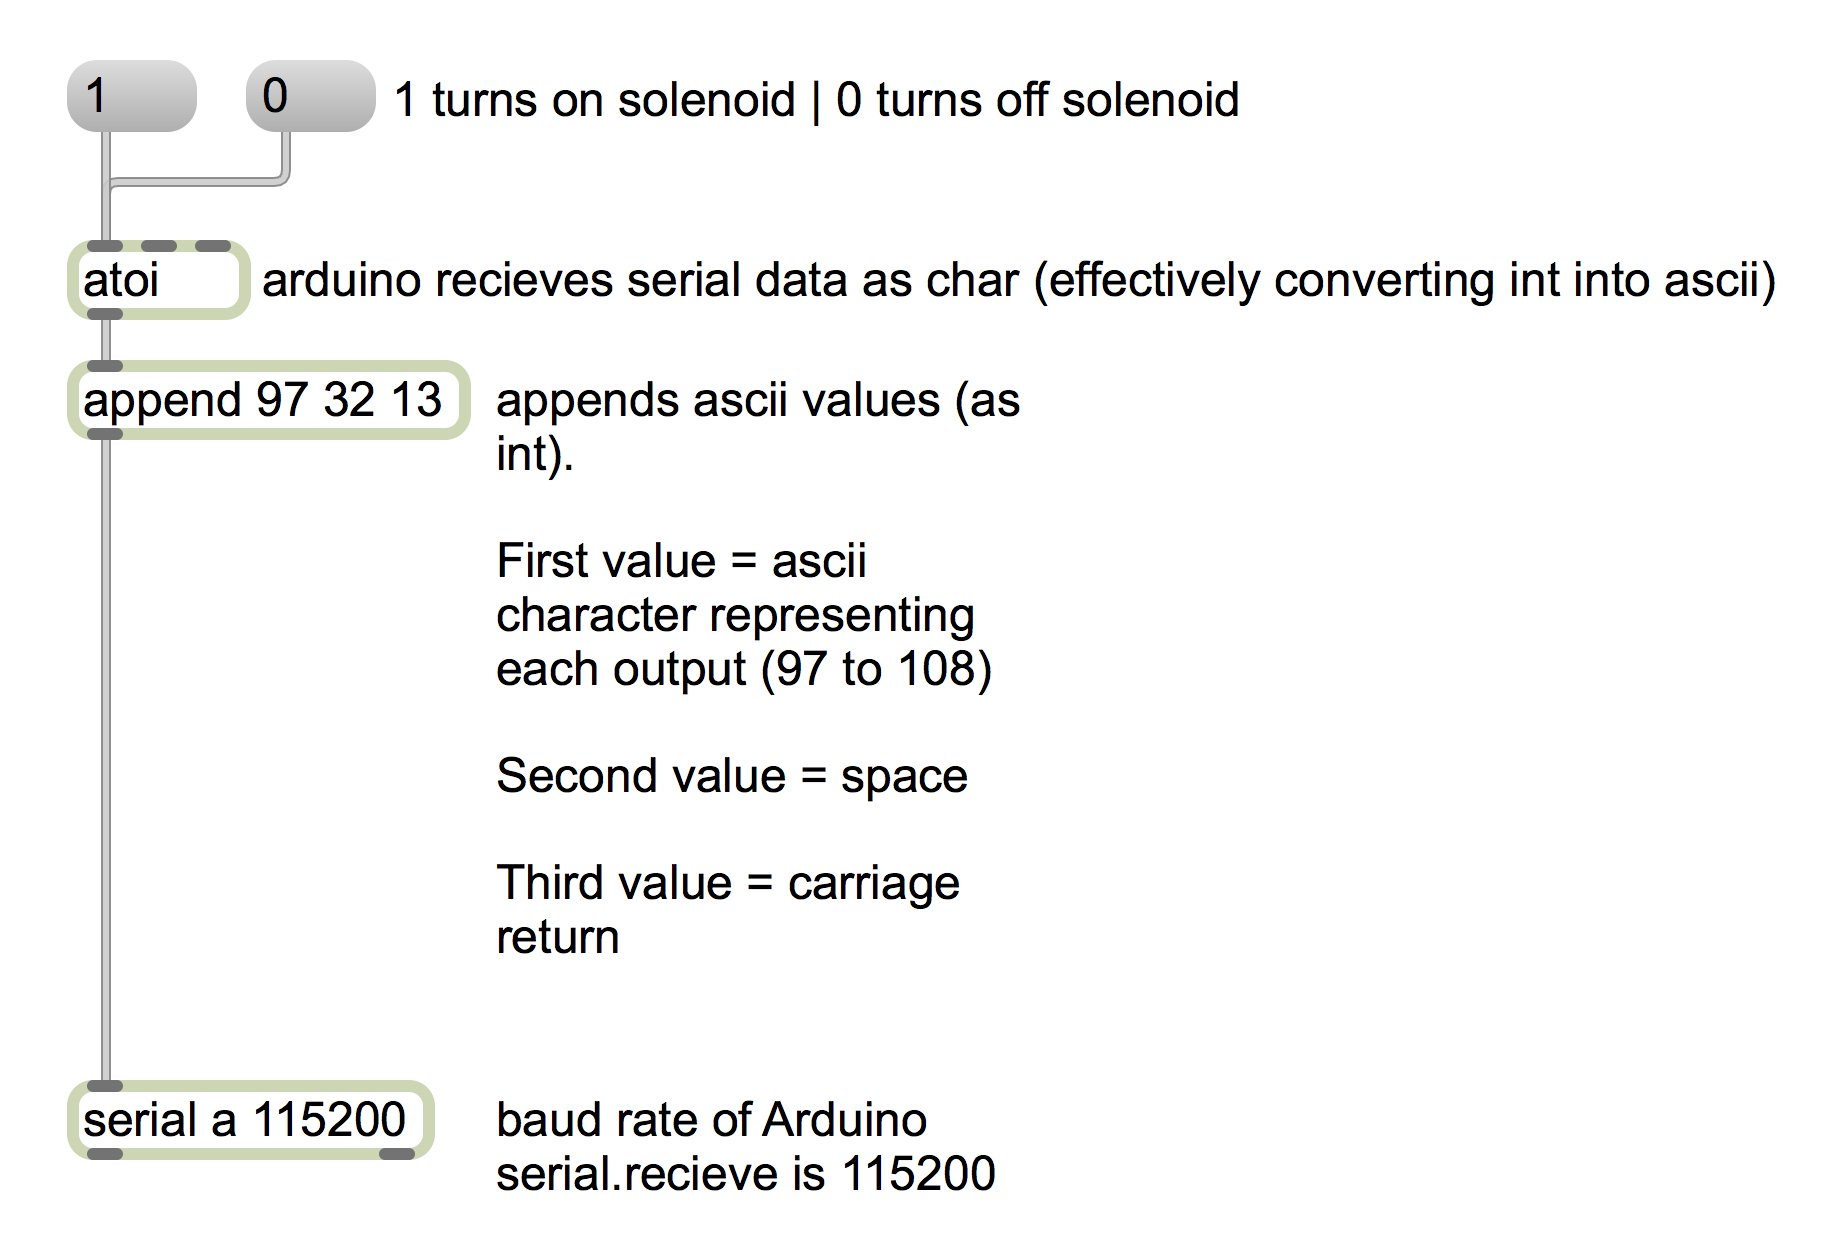 1
0
1 turns on solenoid | 0 turns off solenoid
atoi
arduino recieves serial data as char (effectively converting int into ascii)
append 97 32 13
appends ascii values (as
int).
First value = ascii
character representing
each output (97 to 108)
Second value = space
Third value = carriage
return
serial a 115200
baud rate of Arduino
serial.recieve is 115200